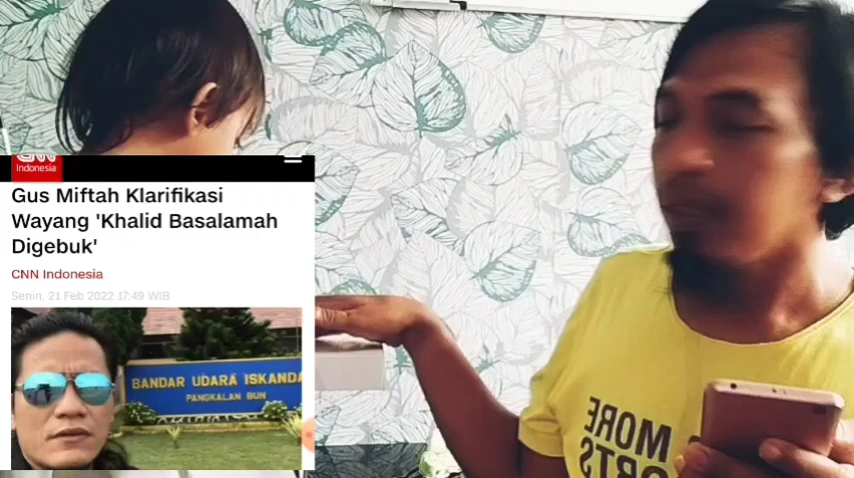 CNN
Indonesia
Gus Miftah Klarifikasi
Wayang 'Khalid Basalamah
Digebuk'
CNN Indonesia
Senin, 21 Feb 2022 17:49 WIB
BANDAR UDARA ISKANDA
PANGKALAN BUN
MORE
ORTS